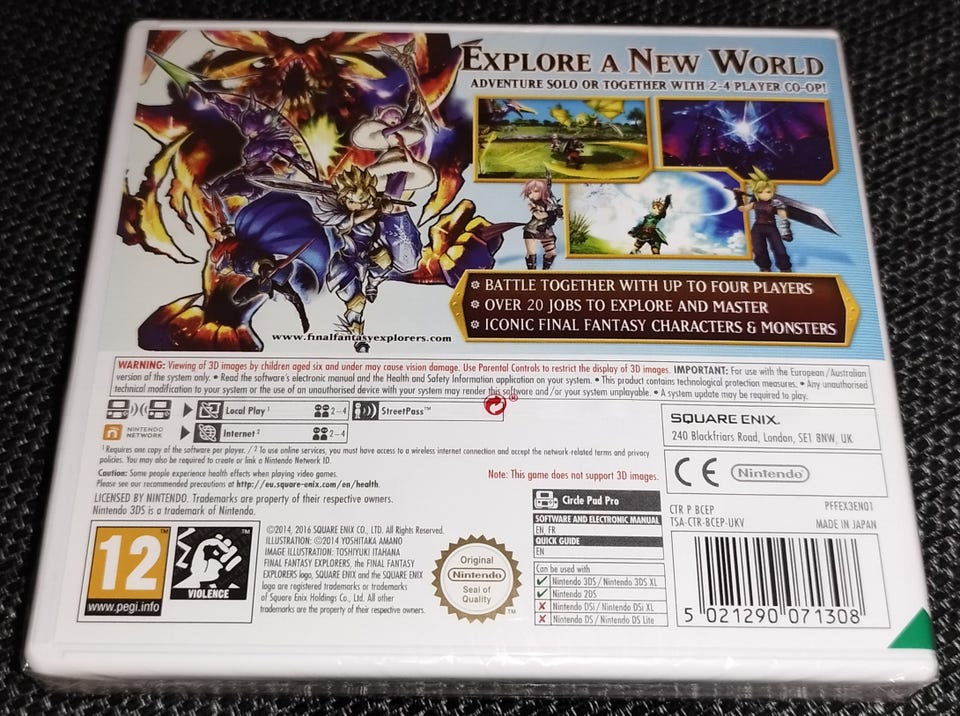 EXPLORE A NEW WORLD
ADVENTURE SOLO OR TOGETHER WITH 2-4 PLAYER CO-OP!
BATTLE TOGETHER WITH UP TO FOUR PLAYERS
OVER 20 JOBS TO EXPLORE AND MASTER
ICONIC FINAL FANTASY CHARACTERS & MONSTERS
www.finalfantasyexplorers.com
WARNING: Viewing of 3D images by children aged six and under may cause vision damage. Use Parental Controls to restrict the display of 3D images. IMPORTANT: For use with the European/Australian
version of the system only. • Read the software's electronic manual and the Health and Safety Information application on your system. • This product contains technological protection measures. • Any unauthorised
technical modification to your system or the use of an unauthorised device with your system may render this software and/or your system unplayable. • A system update may be required to play.
Local Play¹ 2-4 StreetPass™
NINTENDO NETWORK
Internet² 2-4
¹ Requires one copy of the software per player. / ² To use online services, you must have access to a wireless internet connection and accept the network-related terms and privacy
policies. You may also be required to create or link a Nintendo Network ID.
Caution: Some people experience health effects when playing video games.
Please see our recommended precautions at http://eu.square-enix.com/en/health.
Note: This game does not support 3D images.
LICENSED BY NINTENDO. Trademarks are property of their respective owners.
Nintendo 3DS is a trademark of Nintendo.
SQUARE ENIX.
240 Blackfriars Road, London, SE1 8NW, UK
CE Nintendo
CTR P BCEP PFFEX3EN01
TSA-CTR-BCEP-UKV MADE IN JAPAN
5 021290 071308
12
www.pegi.info
VIOLENCE
©2014, 2016 SQUARE ENIX CO., LTD. All Rights Reserved.
ILLUSTRATION: ©2014 YOSHITAKA AMANO
IMAGE ILLUSTRATION: TOSHIYUKI ITAHANA
FINAL FANTASY EXPLORERS, the FINAL FANTASY
EXPLORERS logo, SQUARE ENIX and the SQUARE ENIX
logo are registered trademarks or trademarks
of Square Enix Holdings Co., Ltd. All other
trademarks are the property of their respective owners.
Original
Nintendo
Seal of
Quality
TM
Circle Pad Pro
SOFTWARE AND ELECTRONIC MANUAL
EN FR
QUICK GUIDE
EN
Can be used with
Nintendo 3DS / Nintendo 3DS XL
Nintendo 2DS
Nintendo DSi / Nintendo DSi XL
Nintendo DS / Nintendo DS Lite